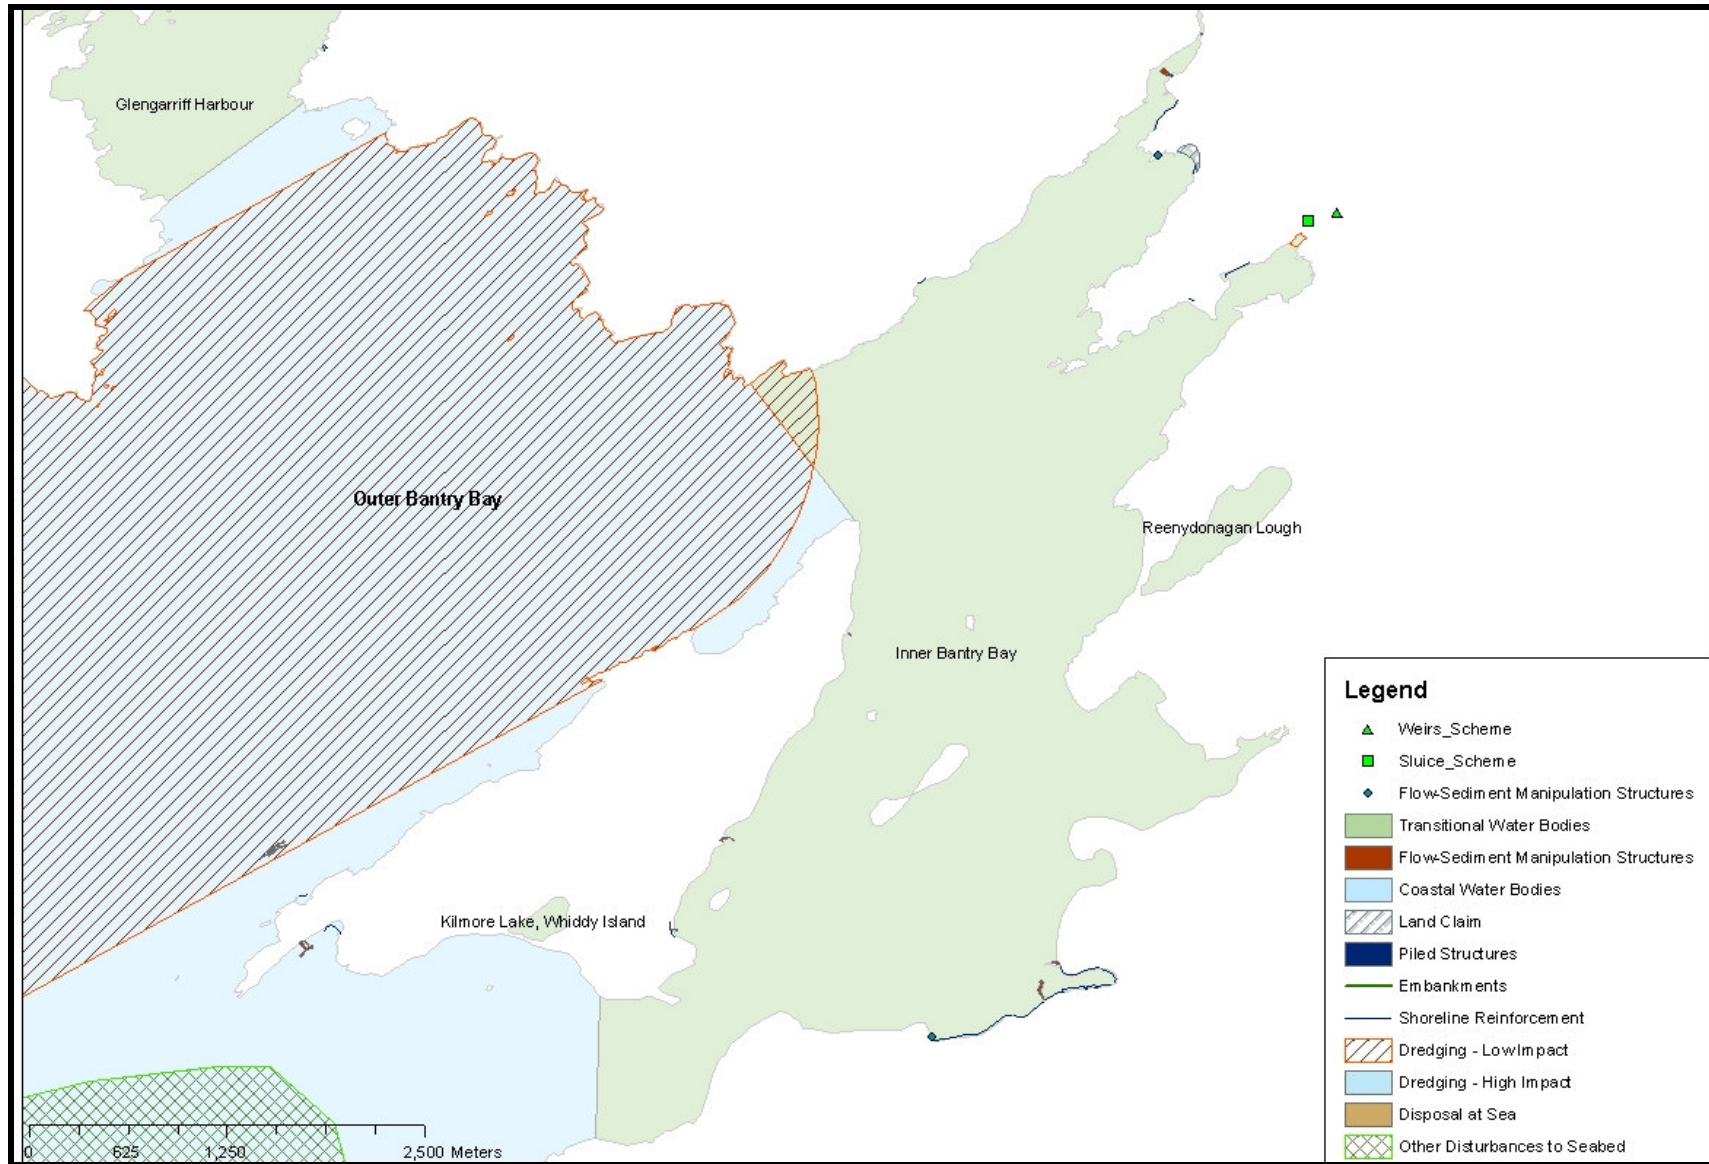 Glengarriff Harbour
Outer Bantry Bay
Reenydonagan Lough
Inner Bantry Bay
Kilmore Lake, Whiddy Island
0 625 1,250 2,500 Meters
Legend
Weirs_Scheme
Sluice_Scheme
Flow-Sediment Manipulation Structures
Transitional Water Bodies
Flow-Sediment Manipulation Structures
Coastal Water Bodies
Land Claim
Piled Structures
Embankments
Shoreline Reinforcement
Dredging - Low Impact
Dredging - High Impact
Disposal at Sea
Other Disturbances to Seabed